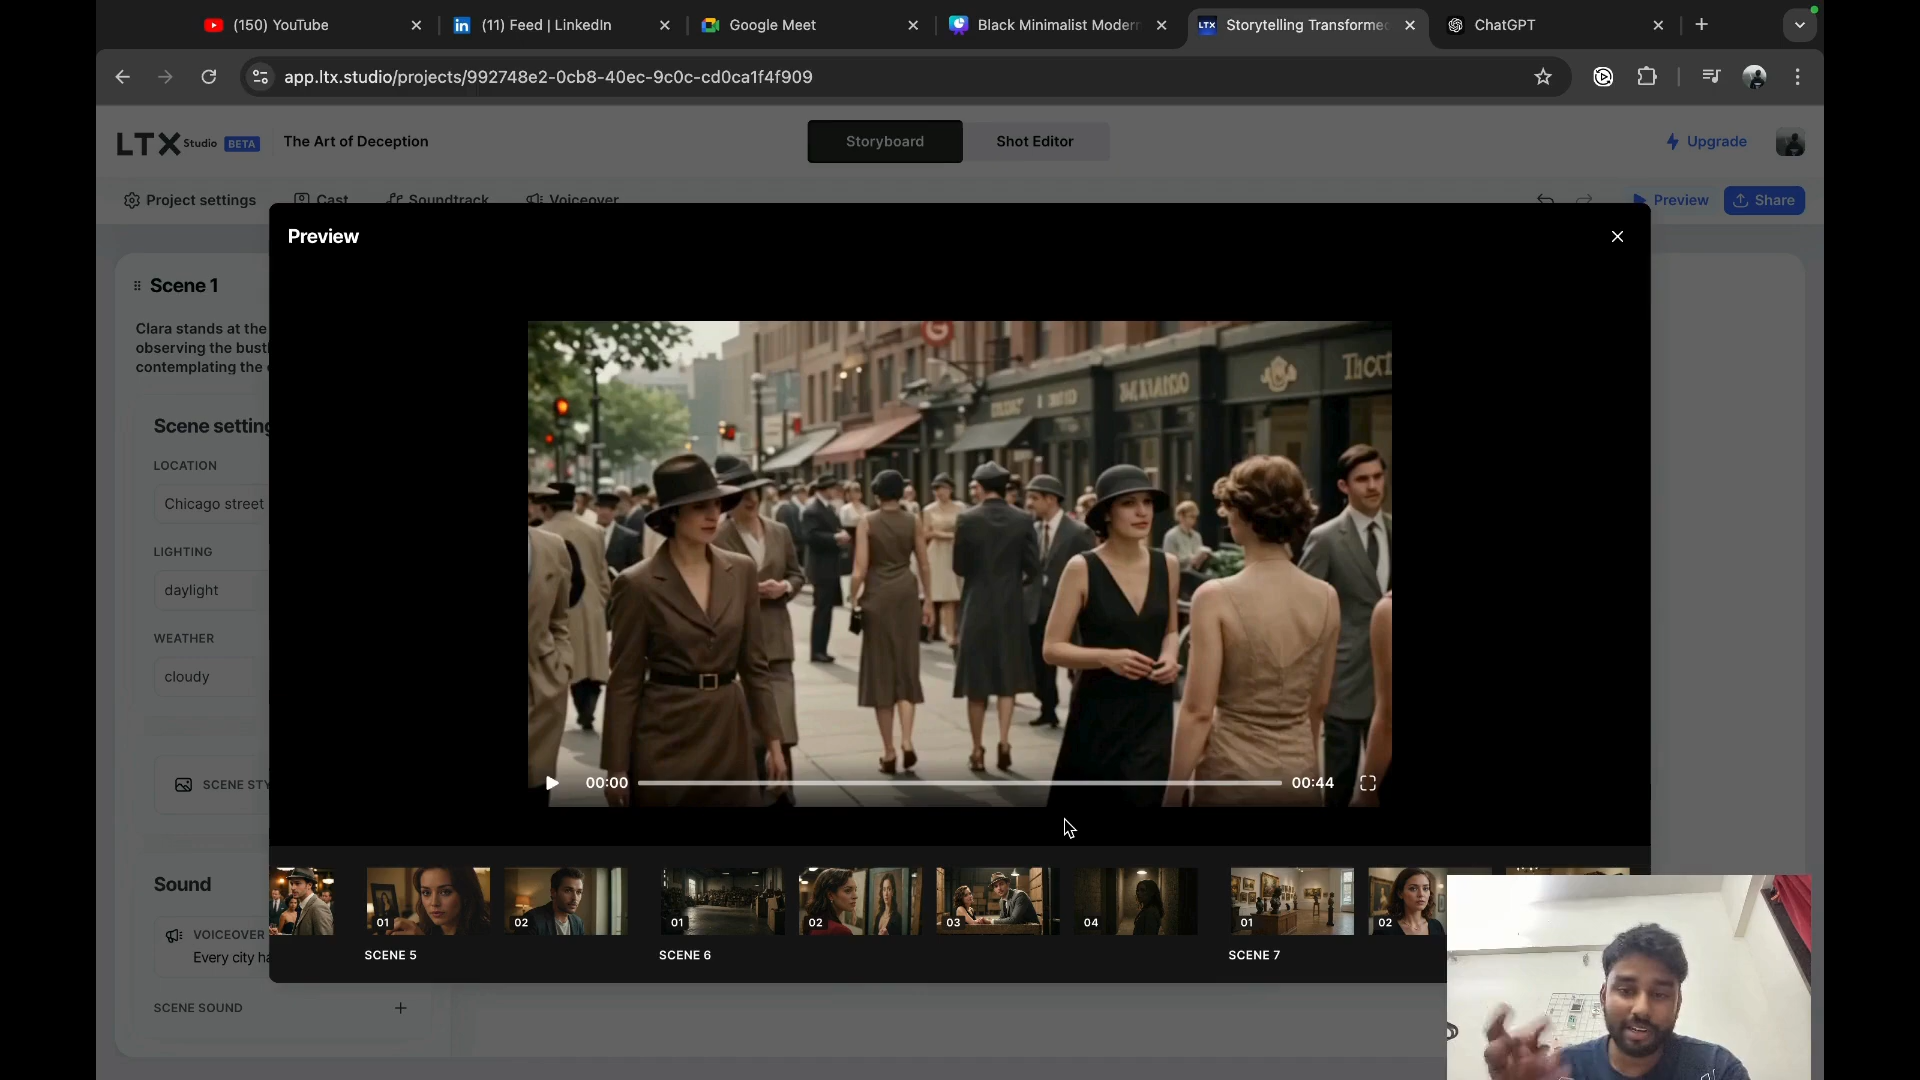 (150) YouTube
(11) Feed | LinkedIn
Google Meet
Black Minimalist Modern
LTX
Storytelling Transformed
ChatGPT
app.ltx.studio/projects/992748e2-0cb8-40ec-9c0c-cd0ca1f4f909
LTX Studio BETA
The Art of Deception
Storyboard
Shot Editor
Upgrade
Project settings
Cast
Soundtrack
Voiceover
Preview
Share
Preview
Scene 1
Clara stands at the
observing the bustl
contemplating the
Scene setting
LOCATION
Chicago street
LIGHTING
daylight
WEATHER
cloudy
SCENE STY
00:00
00:44
Sound
VOICEOVER
Every city ha
SCENE SOUND
01
02
01
02
03
04
01
02
SCENE 5
SCENE 6
SCENE 7